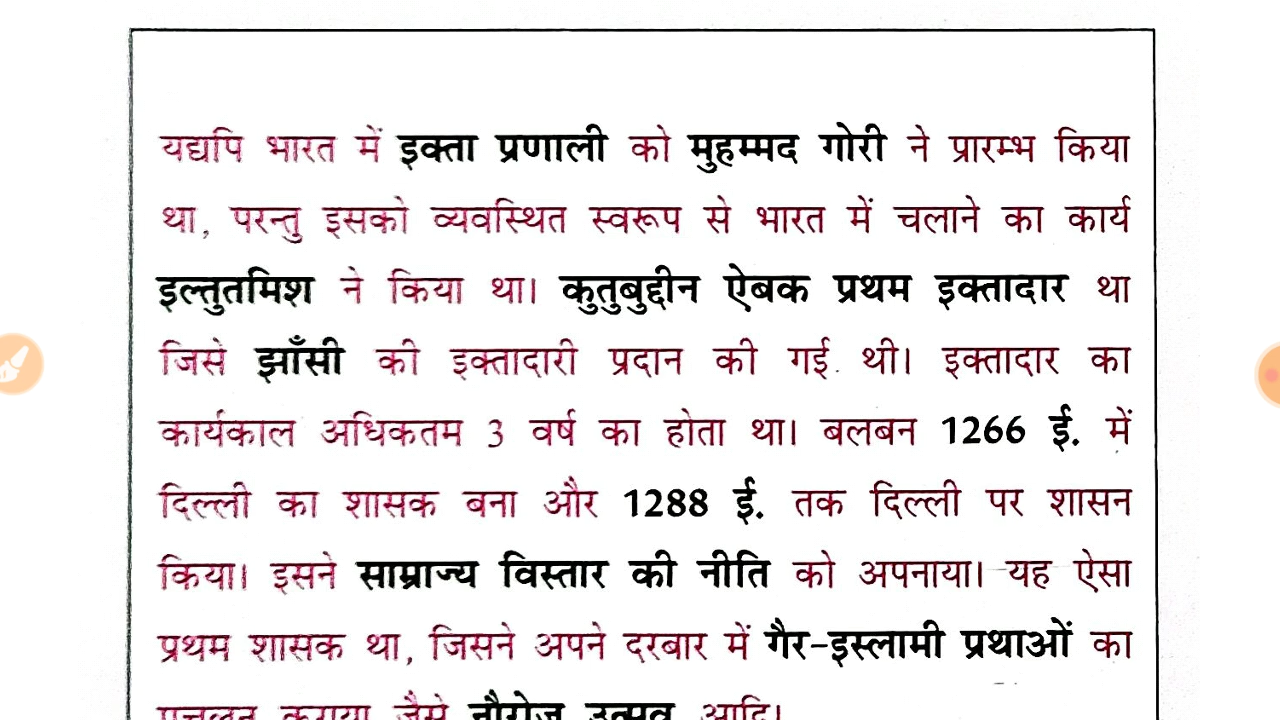 यद्यपि भारत में इक्ता प्रणाली को मुहम्मद गोरी ने प्रारम्भ किया
था, परन्तु इसको व्यवस्थित स्वरूप से भारत में चलाने का कार्य
इल्तुतमिश ने किया था। कुतुबुद्दीन ऐबक प्रथम इक्तादार था
जिसे झाँसी की इक्तादारी प्रदान की गई थी। इक्तादार का
कार्यकाल अधिकतम 3 वर्ष का होता था। बलबन 1266 ई. में
दिल्ली का शासक बना और 1288 ई. तक दिल्ली पर शासन
किया। इसने साम्राज्य विस्तार की नीति को अपनाया। यह ऐसा
प्रथम शासक था, जिसने अपने दरबार में गैर-इस्लामी प्रथाओं का
प्रचलन कराया जैसे नौरोज उत्सव आदि।